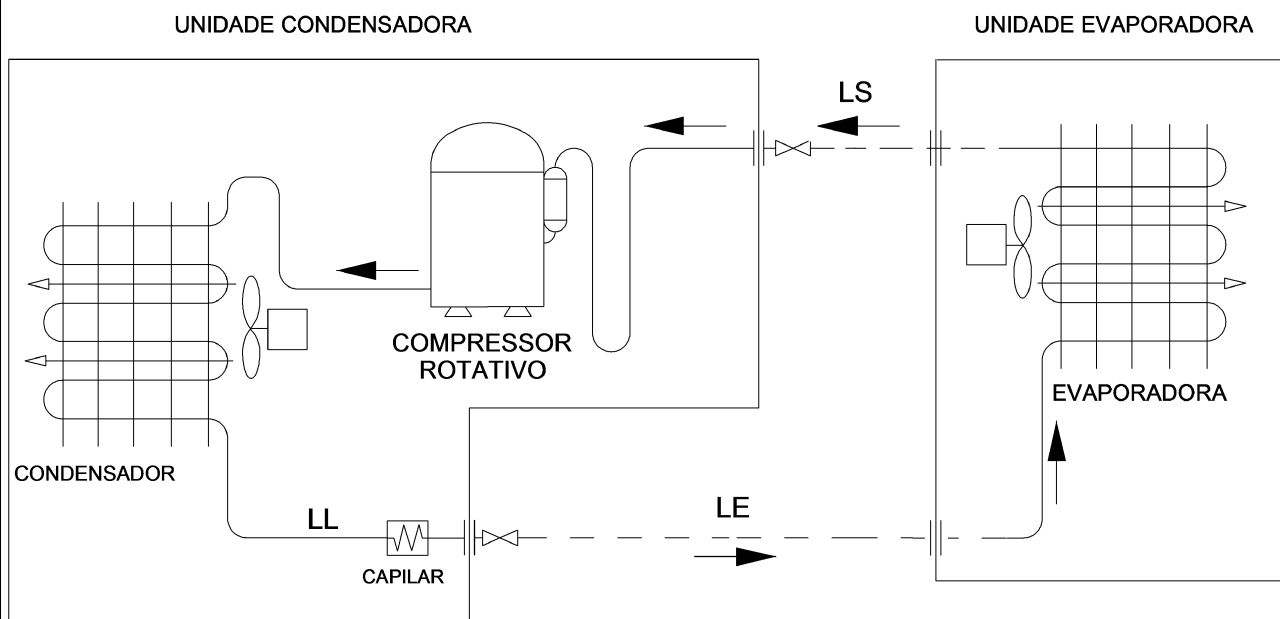 UNIDADE CONDENSADORA
UNIDADE EVAPORADORA
LS
COMPRESSOR
ROTATIVO
EVAPORADORA
CONDENSADOR
LL
LE
CAPILAR